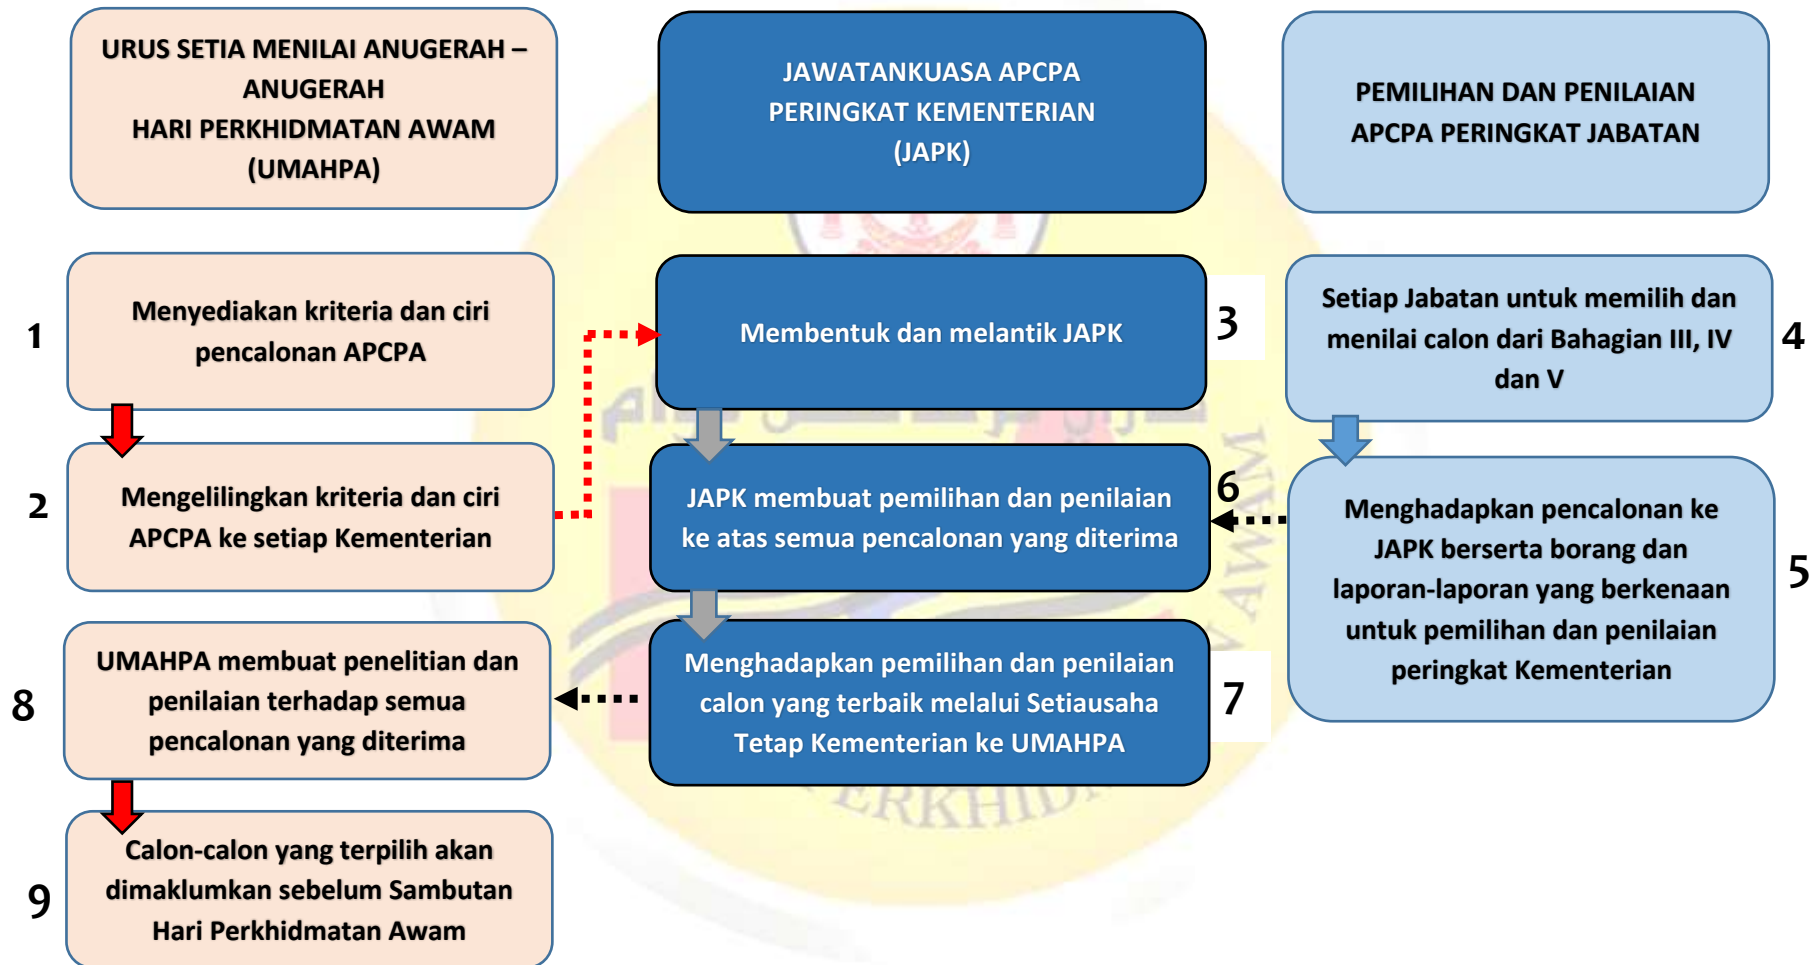 URUS SETIA MENILAI ANUGERAH –
ANUGERAH
HARI PERKHIDMATAN AWAM
(UMAHPA)
JAWATANKUASA APCPA
PERINGKAT KEMENTERIAN
(JAPK)
PEMILIHAN DAN PENILAIAN
APCPA PERINGKAT JABATAN
1
Menyediakan kriteria dan ciri
pencalonan APCPA
2
Mengelilingkan kriteria dan ciri
APCPA ke setiap Kementerian
3
Membentuk dan melantik JAPK
4
Setiap Jabatan untuk memilih dan
menilai calon dari Bahagian III, IV
dan V
5
Menghadapkan pencalonan ke
JAPK berserta borang dan
laporan-laporan yang berkenaan
untuk pemilihan dan penilaian
peringkat Kementerian
6
JAPK membuat pemilihan dan penilaian
ke atas semua pencalonan yang diterima
7
Menghadapkan pemilihan dan penilaian
calon yang terbaik melalui Setiausaha
Tetap Kementerian ke UMAHPA
8
UMAHPA membuat penelitian dan
penilaian terhadap semua
pencalonan yang diterima
9
Calon-calon yang terpilih akan
dimaklumkan sebelum Sambutan
Hari Perkhidmatan Awam
AWAM